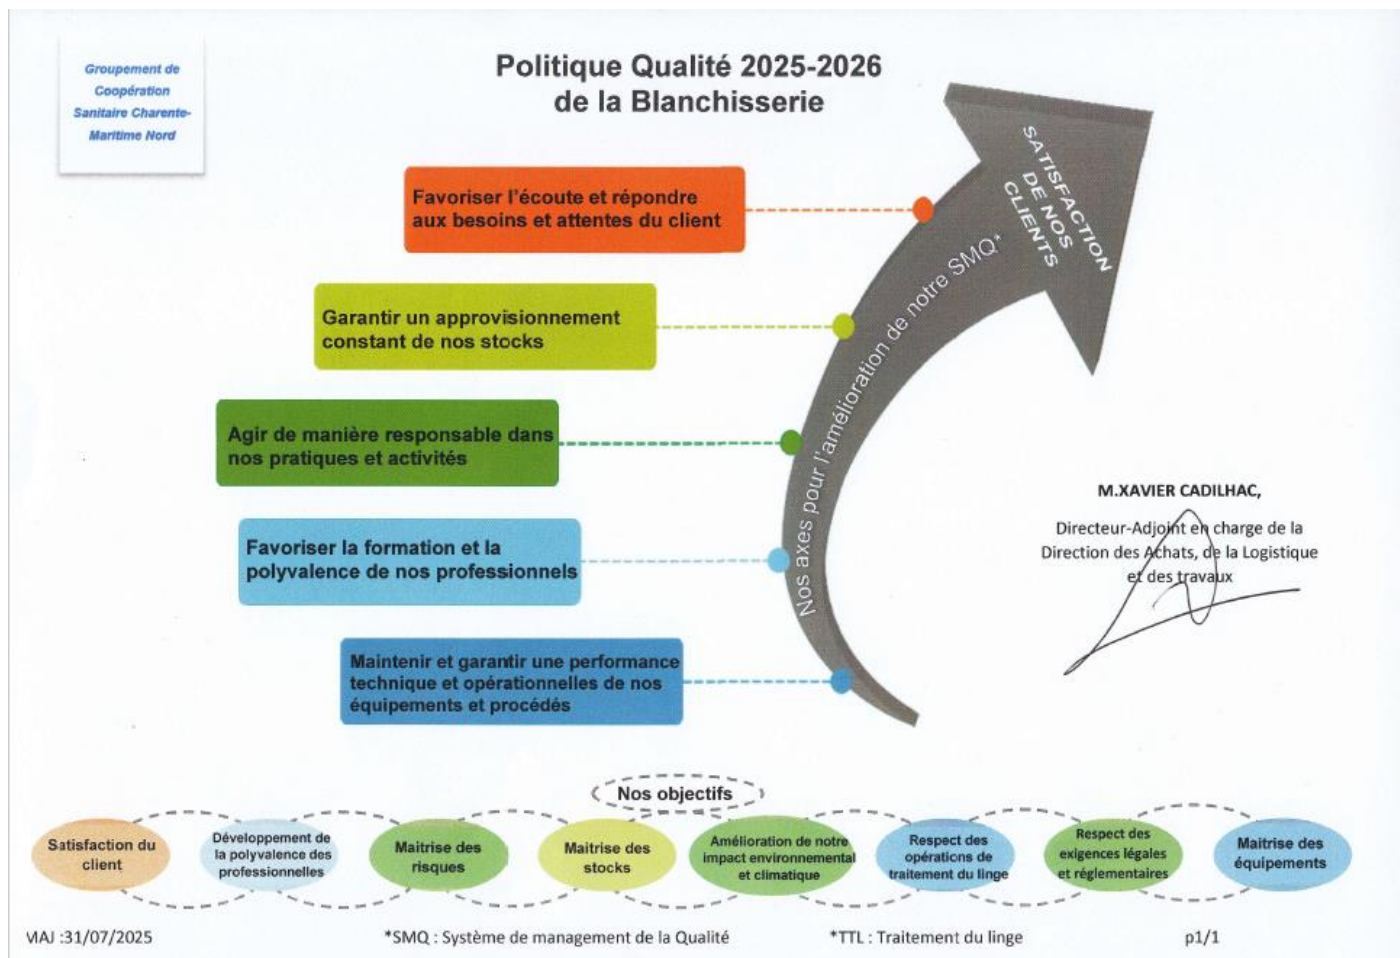 Groupement de
Coopération
Sanitaire Charente-
Maritime Nord
Politique Qualité 2025-2026
de la Blanchisserie
Favoriser l'écoute et répondre
aux besoins et attentes du client
Garantir un approvisionnement
constant de nos stocks
Agir de manière responsable dans
nos pratiques et activités
Favoriser la formation et la
polyvalence de nos professionnels
Maintenir et garantir une performance
technique et opérationnelles de nos
équipements et procédés
Nos axes pour l'amélioration de notre SMQ*
SATISFACTION
DE NOS
CLIENTS
M.XAVIER CADILHAC,
Directeur-Adjoint en charge de la
Direction des Achats, de la Logistique
et des travaux
Nos objectifs
Satisfaction du
client
Développement de
la polyvalence des
professionnelles
Maitrise des
risques
Maitrise des
stocks
Amélioration de notre
impact environnemental
et climatique
Respect des
opérations de
traitement du linge
Respect des
exigences légales
et réglementaires
Maitrise des
équipements
MAJ :31/07/2025
*SMQ : Système de management de la Qualité
*TTL : Traitement du linge
p1/1